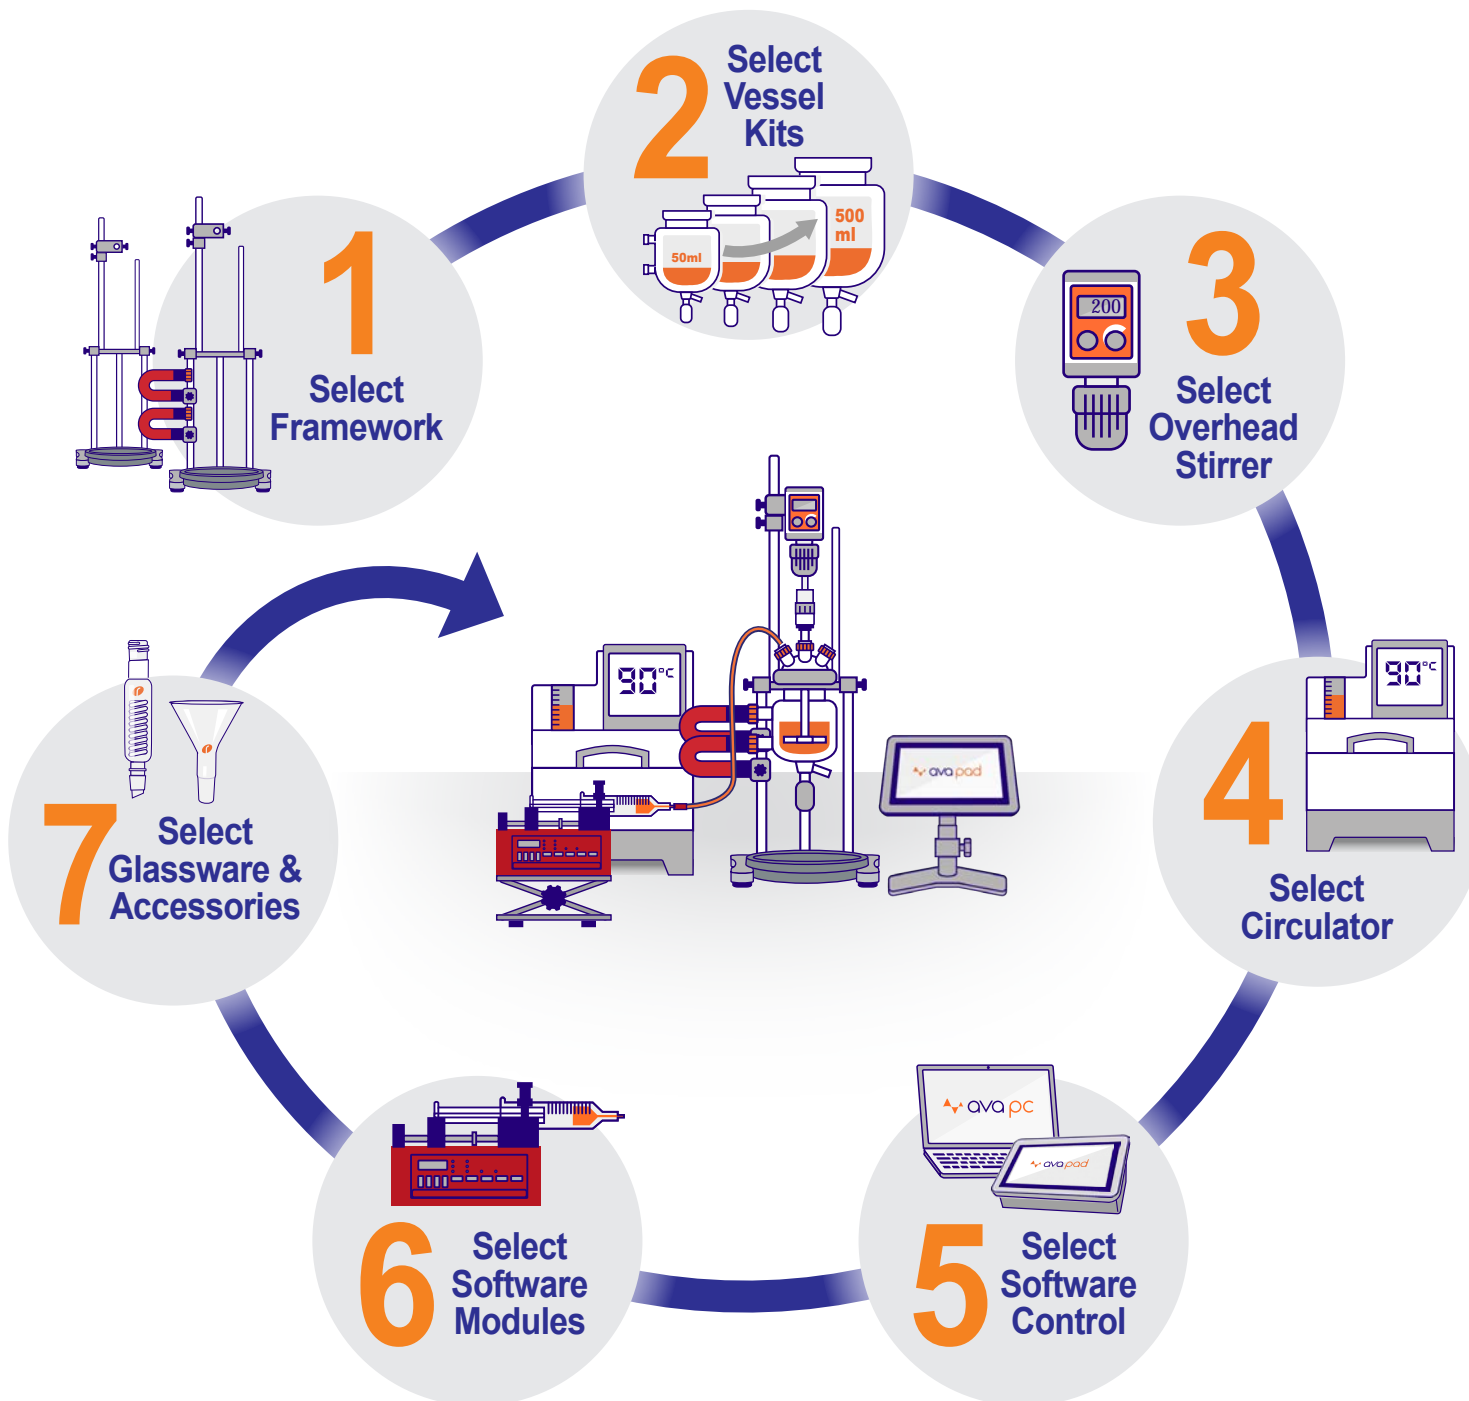 1
Select
Framework
2
Select
Vessel
Kits
50ml
500
ml
3
200
Select
Overhead
Stirrer
4
90°C
Select
Circulator
5
ava pc
ava pad
Select
Software
Control
6
Select
Software
Modules
7
Select
Glassware &
Accessories
90°C
ava pad